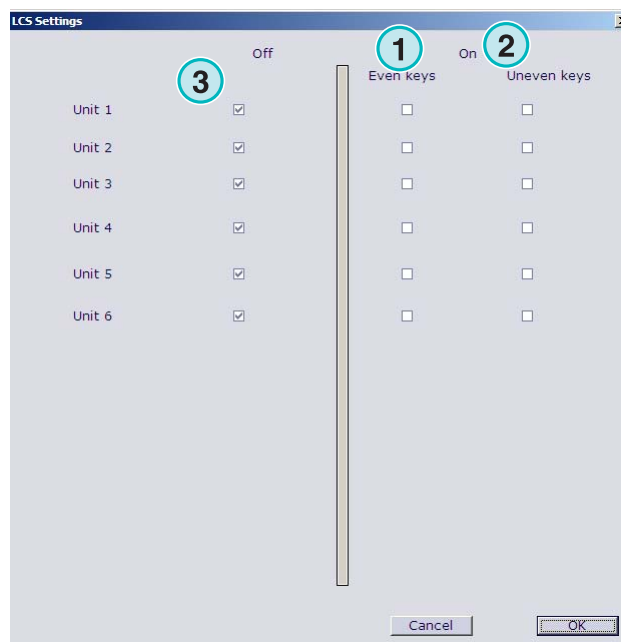 LCS Settings
Off
1
On
2
3
Even keys
Uneven keys
Unit 1
Unit 2
Unit 3
Unit 4
Unit 5
Unit 6
Cancel
OK